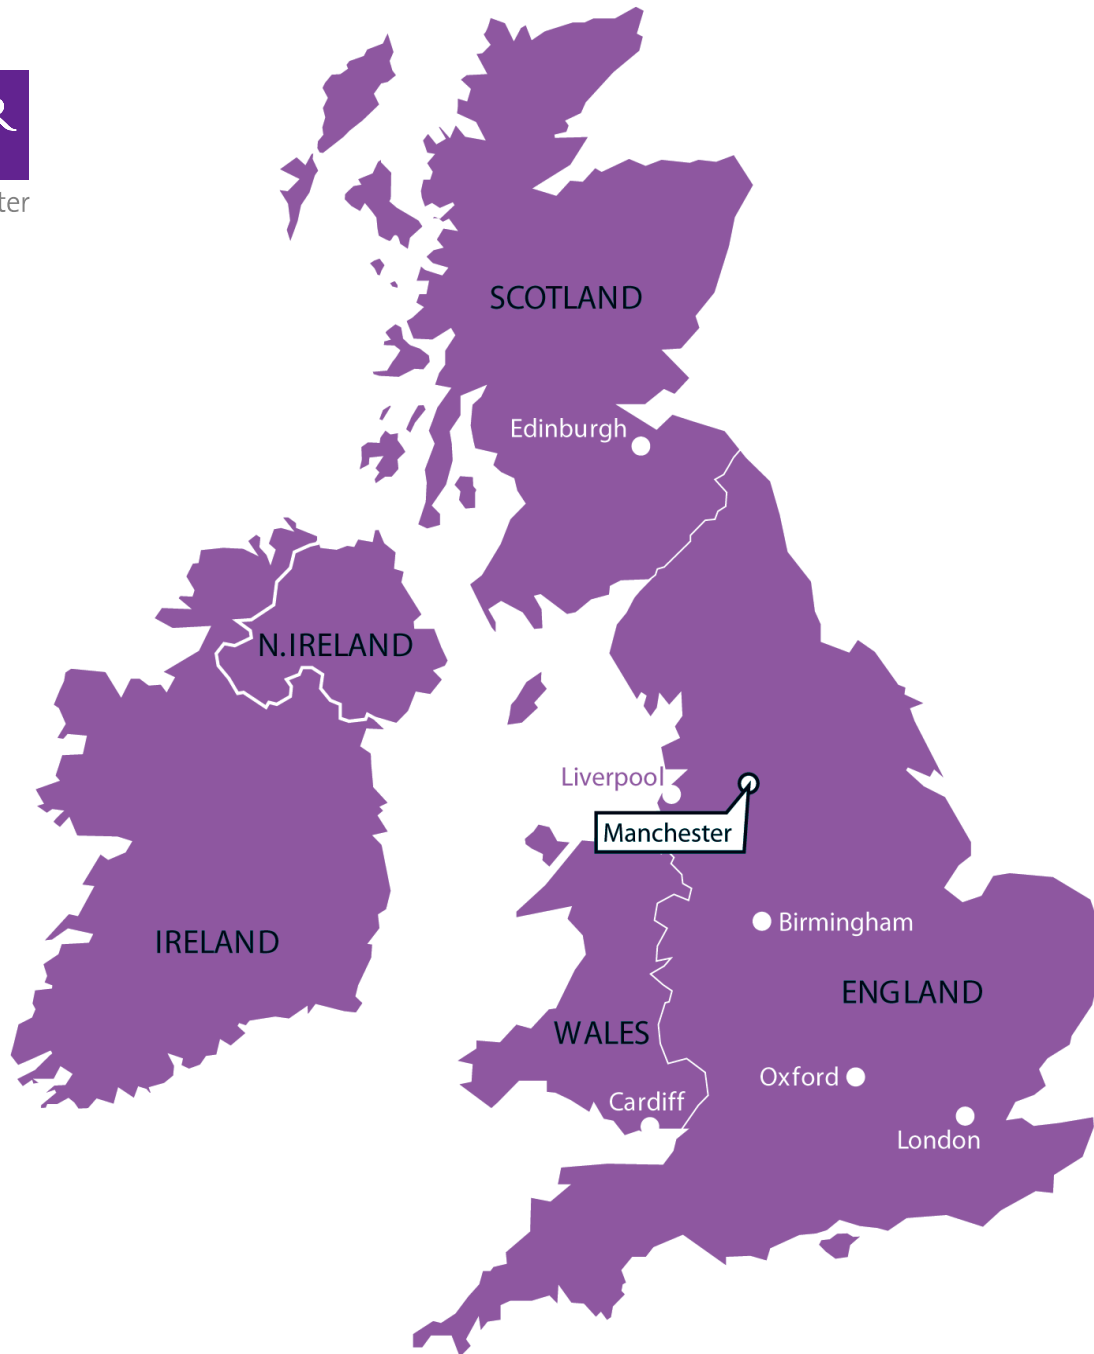 ter
SCOTLAND
Edinburgh
N.IRELAND
Liverpool
Manchester
Birmingham
IRELAND
ENGLAND
WALES
Oxford
Cardiff
London